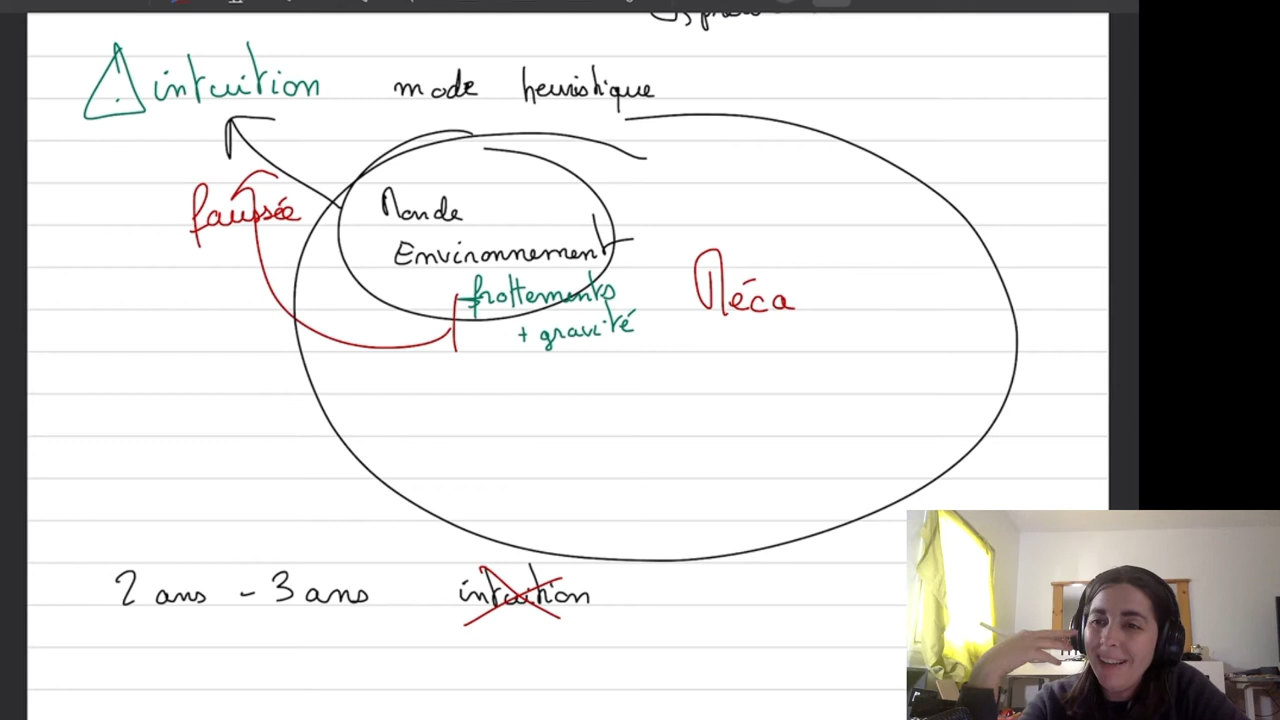 intuition mode heuristique
faussée
Monde
Environnement
frottements
+ gravité
Méca
2 ans - 3 ans intuition